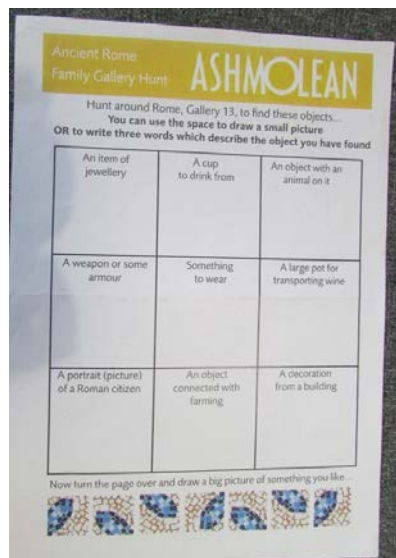 Ancient Rome
Family Gallery Hunt
ASHMOLEAN
Hunt around Rome, Gallery 13, to find these objects...
You can use the space to draw a small picture
OR to write three words which describe the object you have found
An item of
jewellery
A cup
to drink from
An object with an
animal on it
A weapon or some
armour
Something
to wear
A large pot for
transporting wine
A portrait (picture)
of a Roman citizen
An object
connected with
farming
A decoration
from a building
Now turn the page over and draw a big picture of something you like...